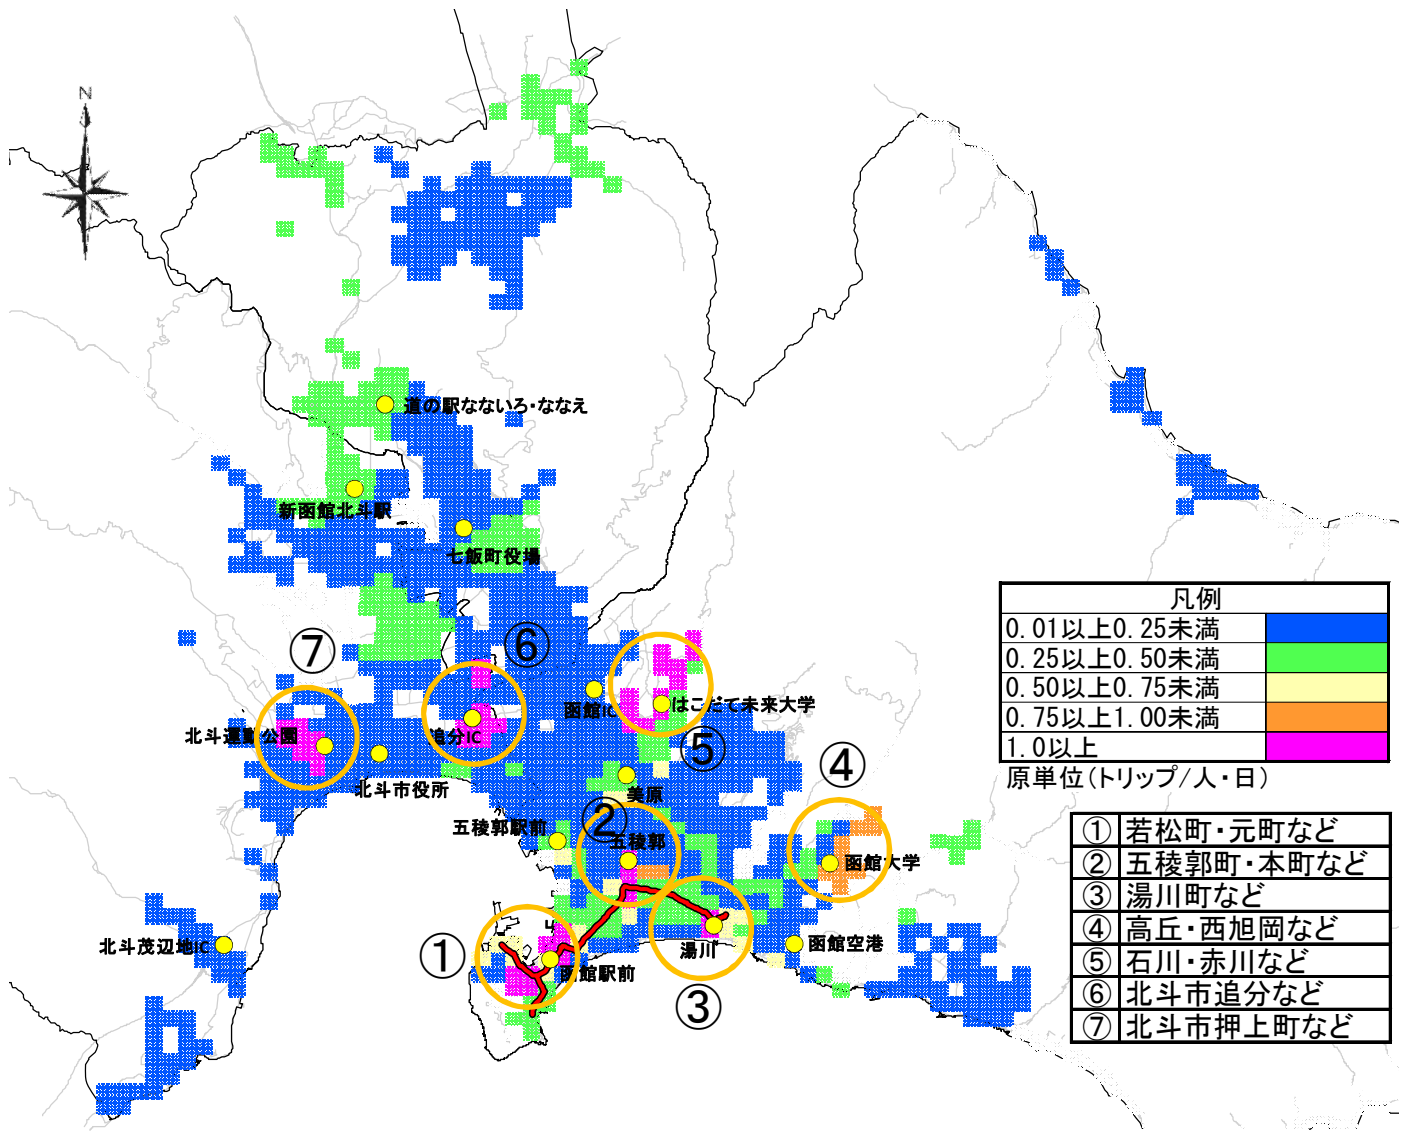 N
道の駅なないろ・ななえ
新函館北斗駅
七飯町役場
⑦
⑥
函館IC
はこだて未来大学
北斗運動公園
追分IC
⑤
④
北斗市役所
美原
②
五稜郭駅前
五稜郭
函館大学
北斗茂辺地IC
①
湯川
函館空港
函館駅前
③
凡例
0.01以上0.25未満
0.25以上0.50未満
0.50以上0.75未満
0.75以上1.00未満
1.0以上
原単位(トリップ/人・日)
① 若松町・元町など
② 五稜郭町・本町など
③ 湯川町など
④ 高丘・西旭岡など
⑤ 石川・赤川など
⑥ 北斗市追分など
⑦ 北斗市押上町など